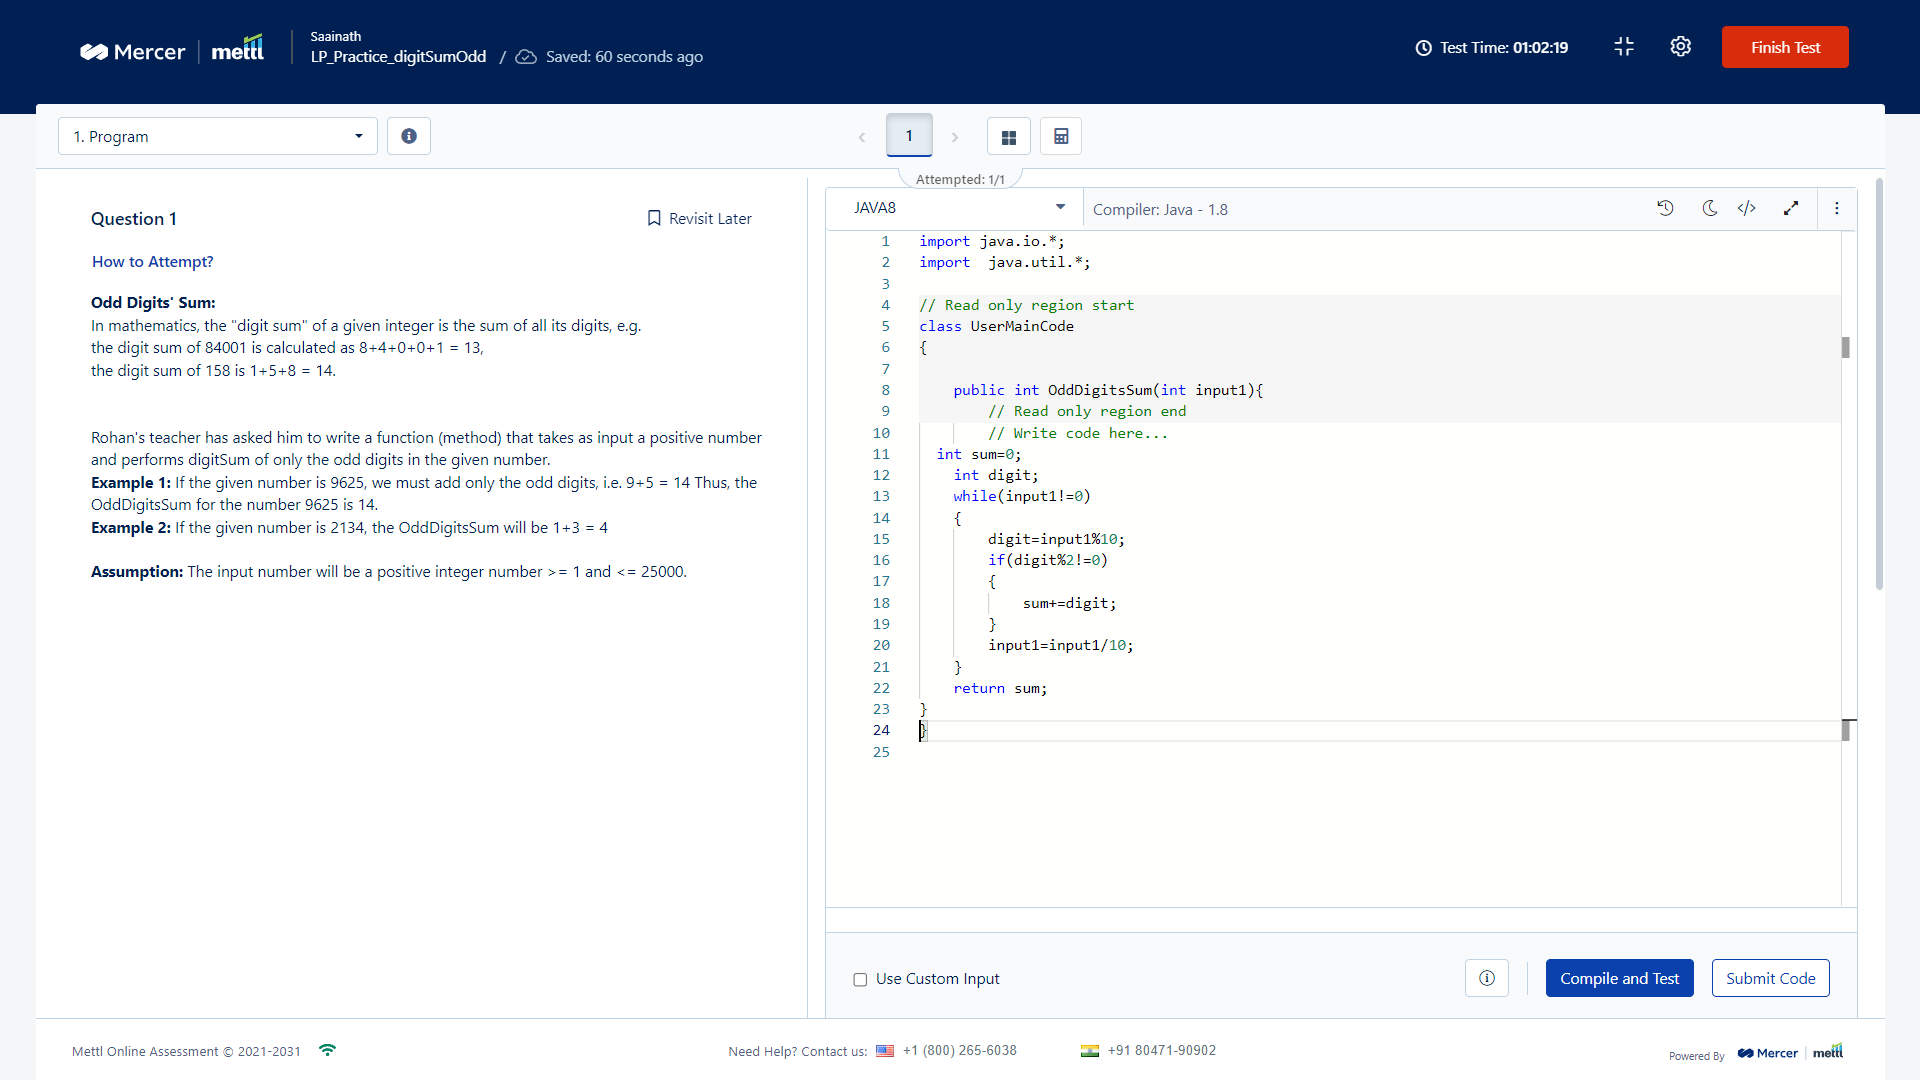 Mercer | mettl
Saainath
LP_Practice_digitSumOdd / Saved: 60 seconds ago
Test Time: 01:02:19
Finish Test
1. Program
1
Attempted: 1/1
Question 1
Revisit Later
How to Attempt?
Odd Digits' Sum:
In mathematics, the "digit sum" of a given integer is the sum of all its digits, e.g.
the digit sum of 84001 is calculated as 8+4+0+0+1 = 13,
the digit sum of 158 is 1+5+8 = 14.
Rohan's teacher has asked him to write a function (method) that takes as input a positive number
and performs digitSum of only the odd digits in the given number.
Example 1: If the given number is 9625, we must add only the odd digits, i.e. 9+5 = 14 Thus, the
OddDigitsSum for the number 9625 is 14.
Example 2: If the given number is 2134, the OddDigitsSum will be 1+3 = 4
Assumption: The input number will be a positive integer number >= 1 and <= 25000.
JAVA8
Compiler: Java - 1.8
1 import java.io.*;
2 import  java.util.*;
3
4 // Read only region start
5 class UserMainCode
6 {
7
8     public int OddDigitsSum(int input1){
9         // Read only region end
10         // Write code here...
11   int sum=0;
12     int digit;
13     while(input1!=0)
14     {
15         digit=input1%10;
16         if(digit%2!=0)
17         {
18             sum+=digit;
19         }
20         input1=input1/10;
21     }
22     return sum;
23 }
24 }
25
Use Custom Input
Compile and Test
Submit Code
Mettl Online Assessment © 2021-2031
Need Help? Contact us: +1 (800) 265-6038
+91 80471-90902
Powered By Mercer | mettl